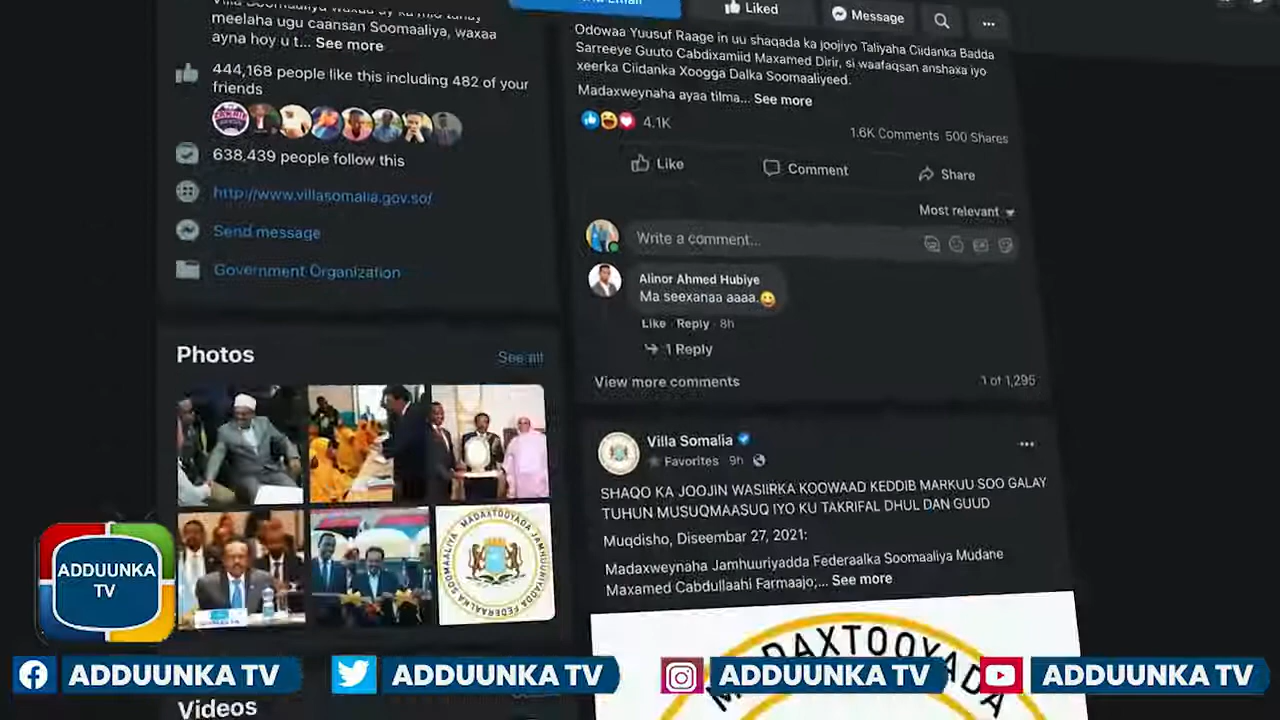 meelaha ugu caansan Soomaaliya, waxaa
ayna hoy u t... See more
444,168 people like this including 482 of your
friends
638,439 people follow this
http://www.villasomalia.gov.so/
Send message
Government Organization
Photos
See all
MADAXTOOYADA JAMHUURIYADDA FEDERAALKA SOOMAALIYA
Videos
Email
Liked
Message
Odowaa Yuusuf Raage in uu shaqada ka joojiyo Taliyaha Ciidanka Badda
Sarreeye Guuto Cabdixamiid Maxamed Dirir, si waafaqsan anshaxa iyo
xeerka Ciidanka Xoogga Dalka Soomaaliyeed.
Madaxweynaha ayaa tilma... See more
4.1K
1.6K Comments 500 Shares
Like
Comment
Share
Most relevant
Write a comment...
Alinor Ahmed Hubiye
Ma seexanaa aaaa.😄
Like · Reply · 8h
1 Reply
View more comments
1 of 1,295
Villa Somalia
Favorites · 9h
SHAQO KA JOOJIN WASIIRKA KOOWAAD KEDDIB MARKUU SOO GALAY
TUHUN MUSUQMAASUQ IYO KU TAKRIFAL DHUL DAN GUUD
Muqdisho, Diseembar 27, 2021:
Madaxweynaha Jamhuuriyadda Federaalka Soomaaliya Mudane
Maxamed Cabdullaahi Farmaajo;... See more
MADAXTOOYADA
ADDUUNKA
TV
ADDUUNKA TV
ADDUUNKA TV
ADDUUNKA TV
ADDUUNKA TV